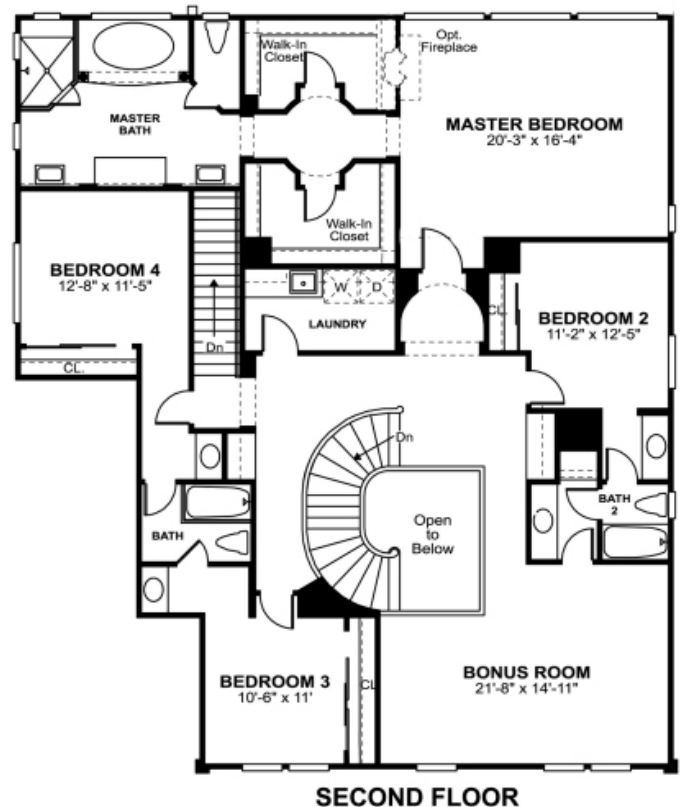 Walk-In
Closet
Opt.
Fireplace
MASTER
BATH
MASTER BEDROOM
20'-3" x 16'-4"
Walk-In
Closet
BEDROOM 4
12'-8" x 11'-5"
W
D
LAUNDRY
CL.
BEDROOM 2
11'-2" x 12'-5"
Dn
CL.
Dn
BATH
2
Open
to
Below
BATH
BEDROOM 3
10'-6" x 11'
CL
BONUS ROOM
21'-8" x 14'-11"
SECOND FLOOR